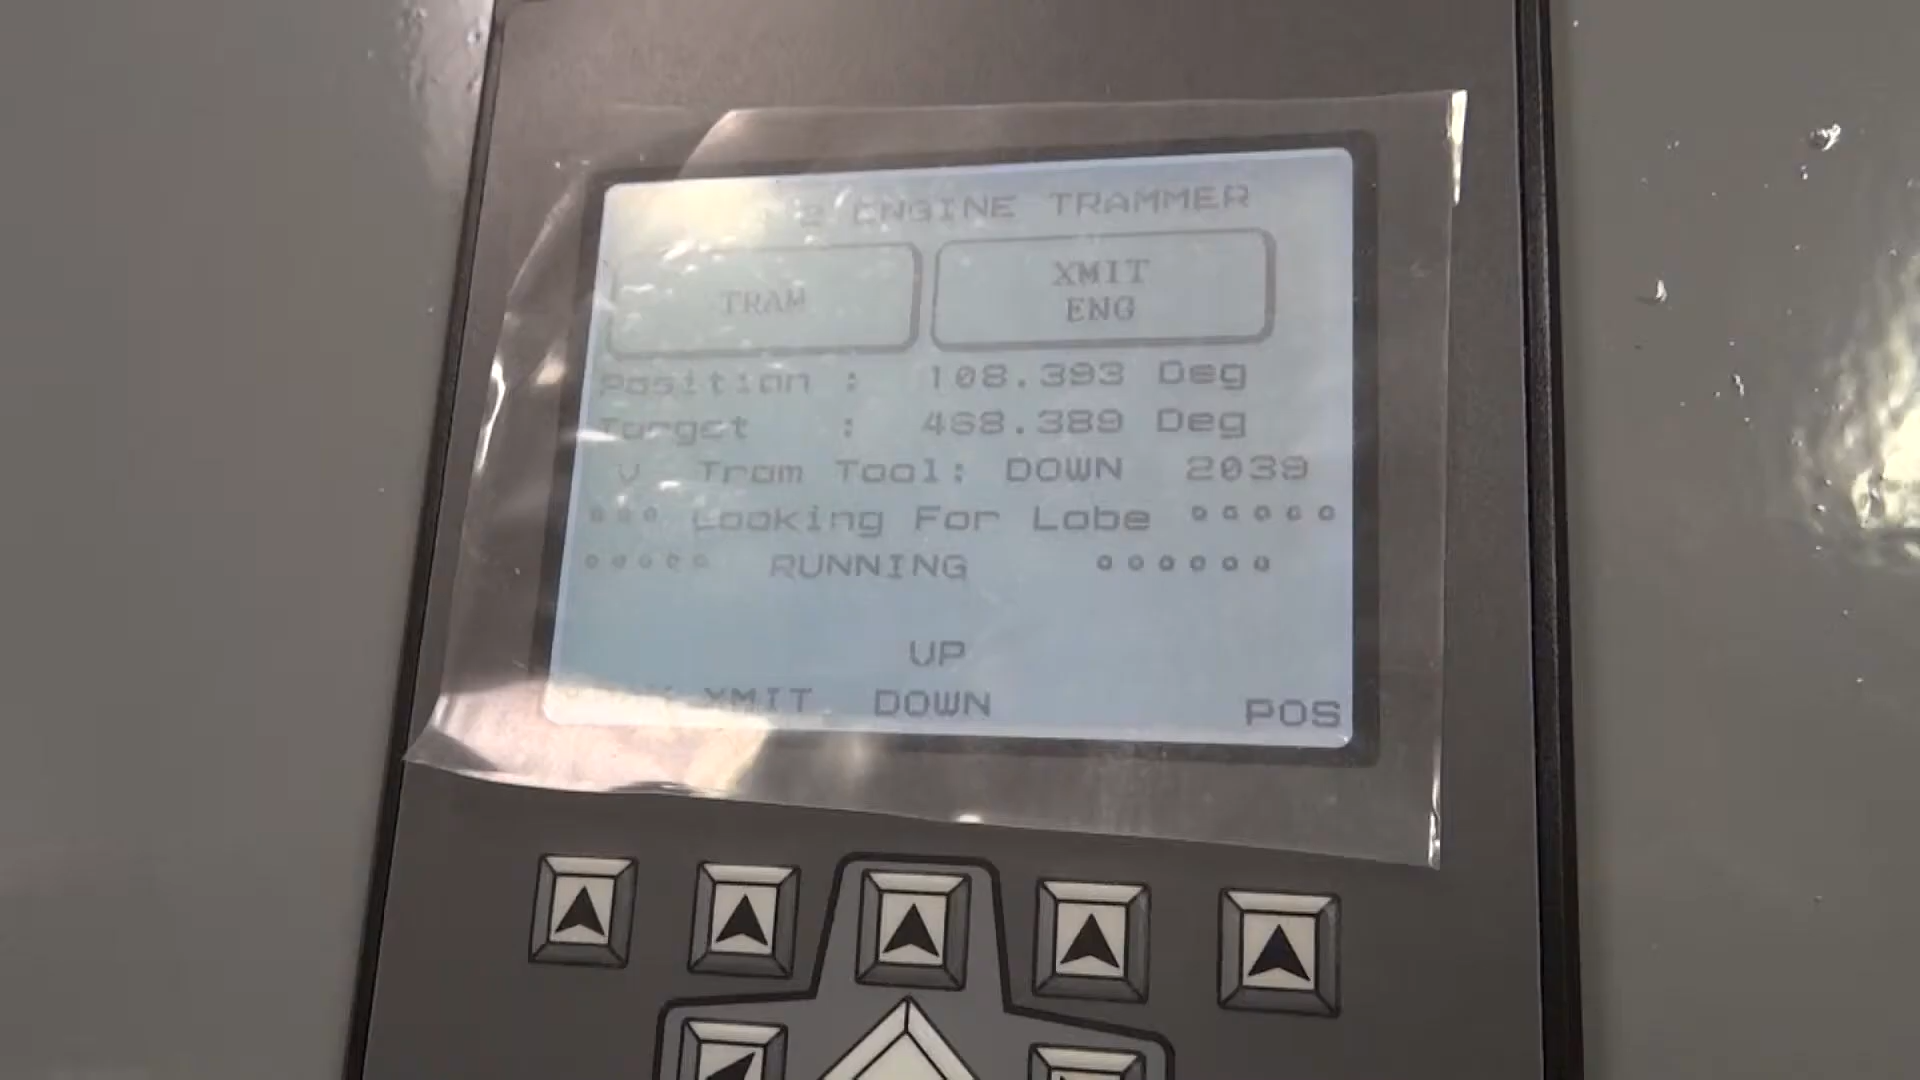 2 ENGINE TRAMMER
TRAM
XMIT
ENG
Position : 108.393 Deg
Target : 468.389 Deg
V Tram Tool: DOWN 2039
Looking For Lobe
RUNNING
UP
XMIT DOWN POS